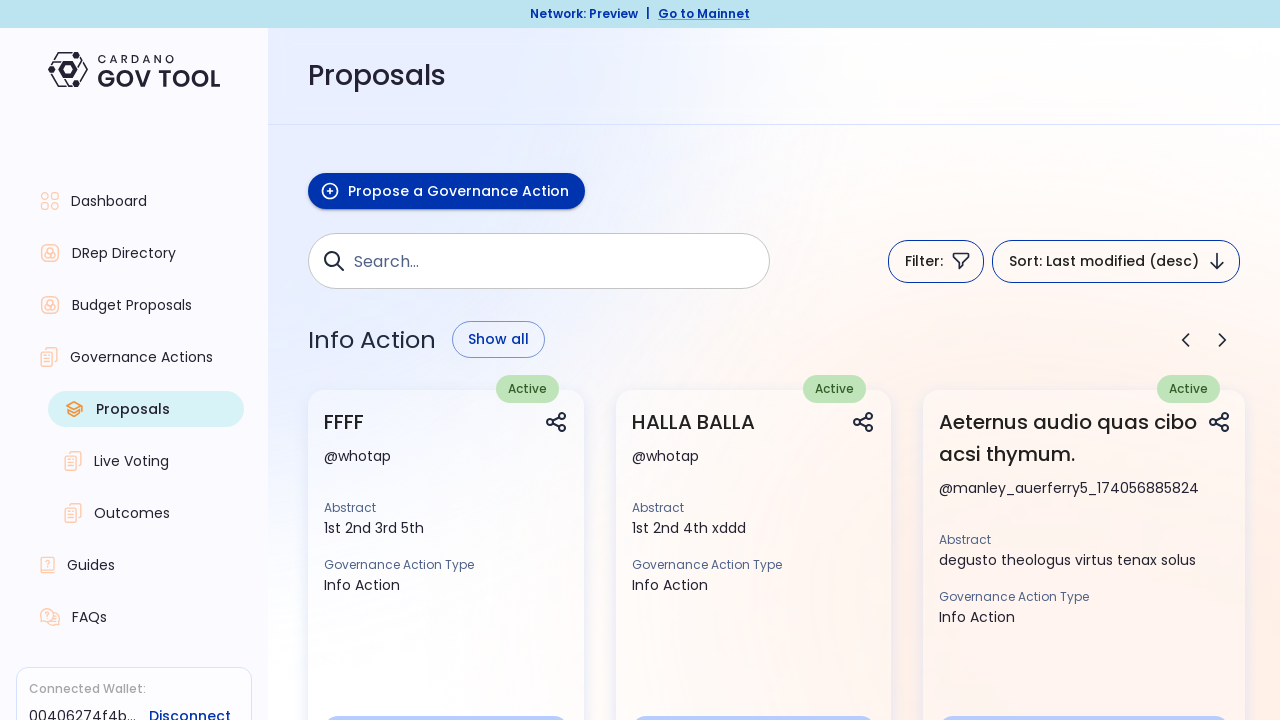 Network: Preview | Go to Mainnet
CARDANO
GOV TOOL
Proposals
Dashboard
DRep Directory
Budget Proposals
Governance Actions
Proposals
Live Voting
Outcomes
Guides
FAQs
Connected Wallet:
00406274f4b... Disconnect
Propose a Governance Action
Search...
Filter:
Sort: Last modified (desc)
Info Action
Show all
Active
FFFF
@whotap
Abstract
1st 2nd 3rd 5th
Governance Action Type
Info Action
Active
HALLA BALLA
@whotap
Abstract
1st 2nd 4th xddd
Governance Action Type
Info Action
Active
Aeternus audio quas cibo
acsi thymum.
@manley_auerferry5_174056885824
Abstract
degusto theologus virtus tenax solus
Governance Action Type
Info Action